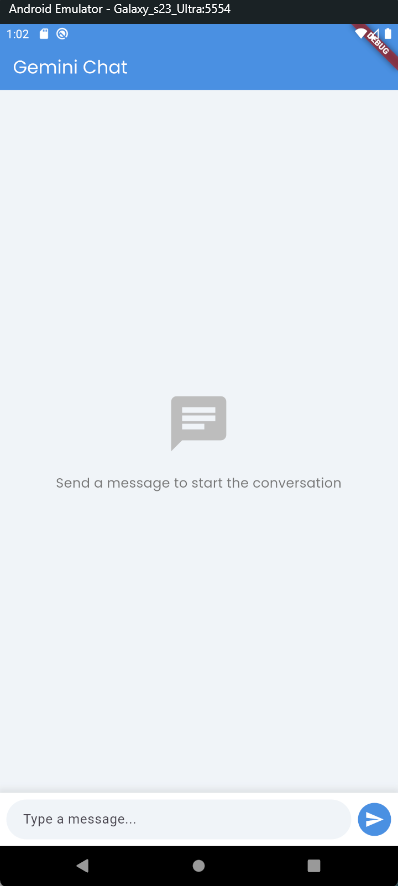 Android Emulator - Galaxy_s23_Ultra:5554
1:02
DEBUG
Gemini Chat
Send a message to start the conversation
Type a message...